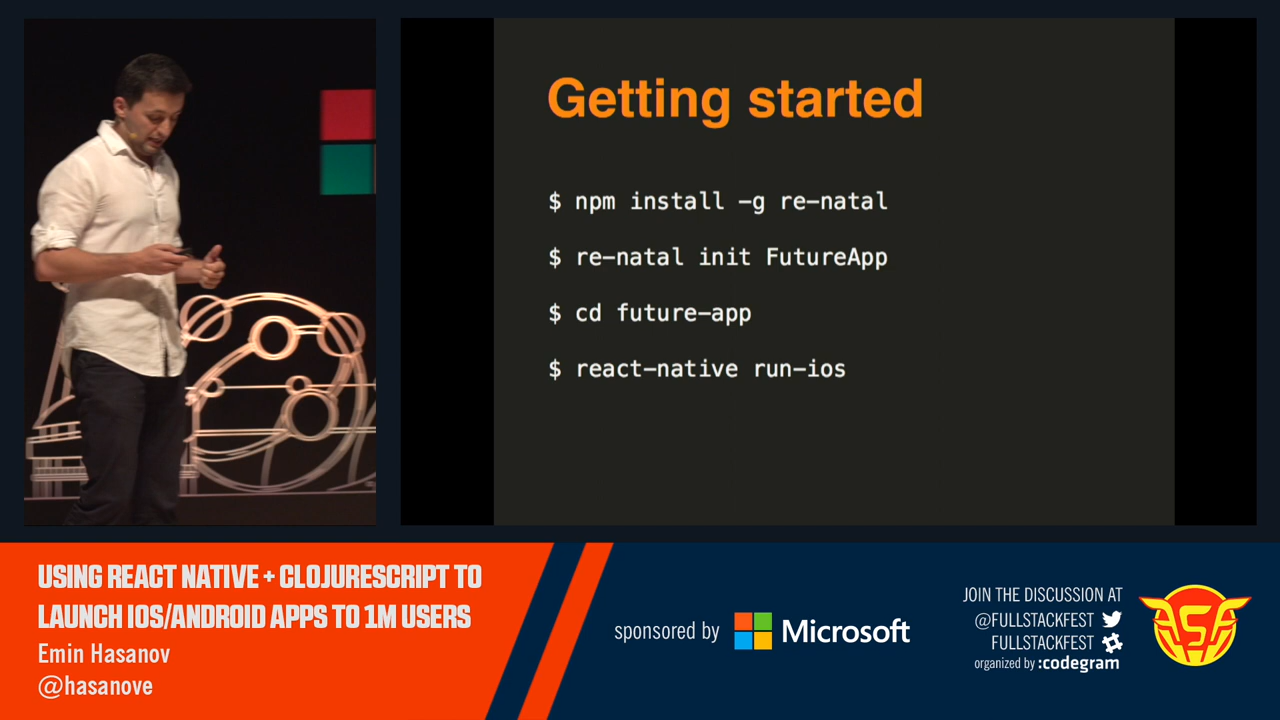 Getting started
$ npm install -g re-natal
$ re-natal init FutureApp
$ cd future-app
$ react-native run-ios
USING REACT NATIVE + CLOJURESCRIPT TO
LAUNCH IOS/ANDROID APPS TO 1M USERS
Emin Hasanov
@hasanove
sponsored by Microsoft
JOIN THE DISCUSSION AT
@FULLSTACKFEST
FULLSTACKFEST
organized by :codegram
FSF